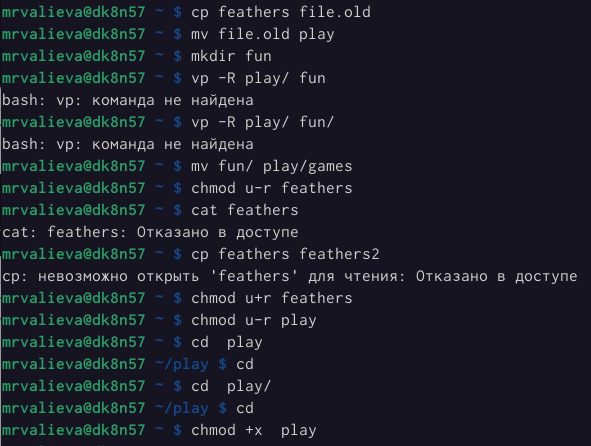 mrvalieva@dk8n57 ~ $ cp feathers file.old
mrvalieva@dk8n57 ~ $ mv file.old play
mrvalieva@dk8n57 ~ $ mkdir fun
mrvalieva@dk8n57 ~ $ vp -R play/ fun
bash: vp: команда не найдена
mrvalieva@dk8n57 ~ $ vp -R play/ fun/
bash: vp: команда не найдена
mrvalieva@dk8n57 ~ $ mv fun/ play/games
mrvalieva@dk8n57 ~ $ chmod u-r feathers
mrvalieva@dk8n57 ~ $ cat feathers
cat: feathers: Отказано в доступе
mrvalieva@dk8n57 ~ $ cp feathers feathers2
cp: невозможно открыть 'feathers' для чтения: Отказано в доступе
mrvalieva@dk8n57 ~ $ chmod u+r feathers
mrvalieva@dk8n57 ~ $ chmod u-r play
mrvalieva@dk8n57 ~ $ cd  play
mrvalieva@dk8n57 ~/play $ cd
mrvalieva@dk8n57 ~ $ cd  play/
mrvalieva@dk8n57 ~/play $ cd
mrvalieva@dk8n57 ~ $ chmod +x  play